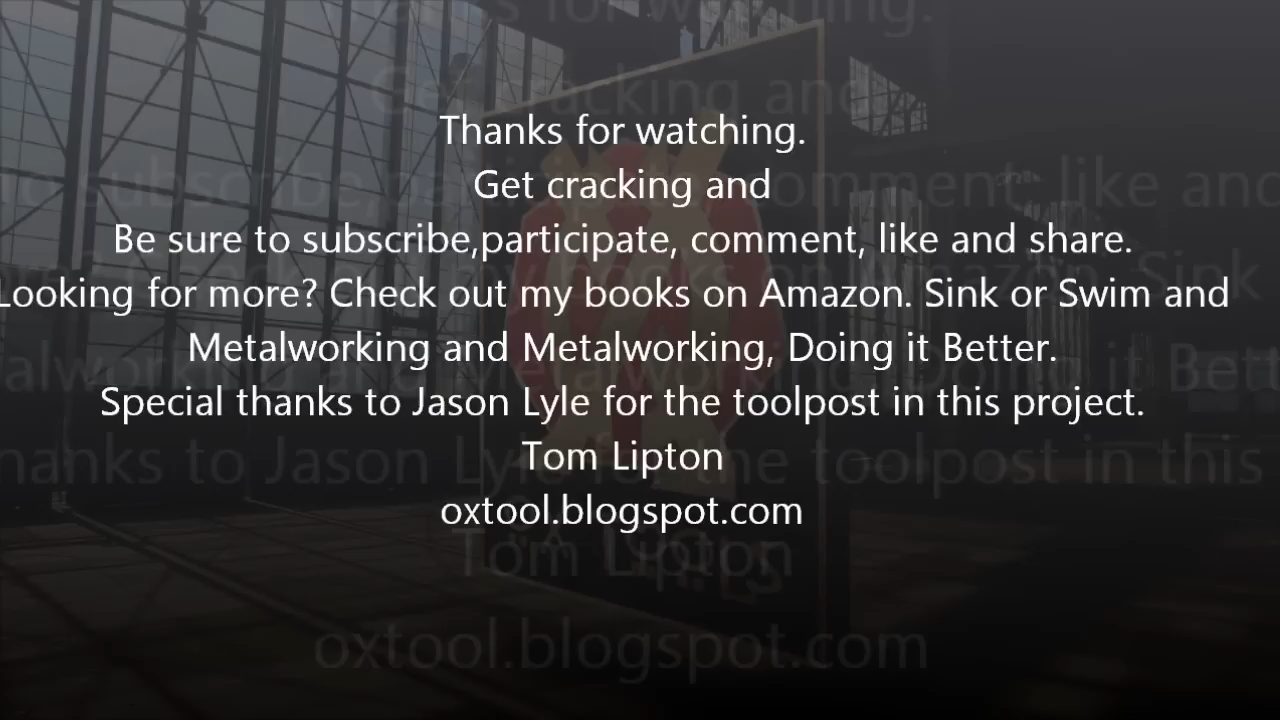 Thanks for watching.
Get cracking and
Be sure to subscribe,participate, comment, like and share.
Looking for more? Check out my books on Amazon. Sink or Swim and
Metalworking and Metalworking, Doing it Better.
Special thanks to Jason Lyle for the toolpost in this project.
Tom Lipton
oxtool.blogspot.com